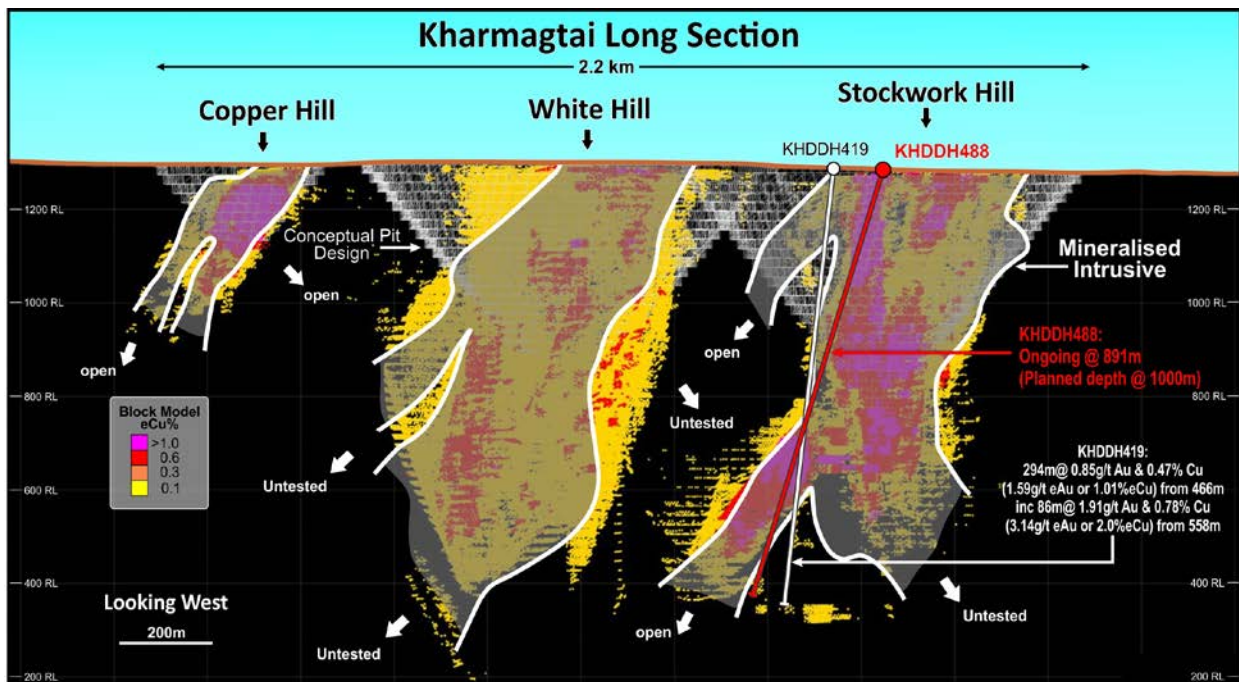 Kharmagtai Long Section
2.2 km
Copper Hill
White Hill
Stockwork Hill
KHDDH419
KHDDH488
1200 RL
1200 RL
Conceptual Pit
Design
Mineralised
Intrusive
open
1000 RL
1000 RL
open
open
KHDDH488:
Ongoing @ 891m
(Planned depth @ 1000m)
800 RL
800 RL
Block Model
eCu%
>1.0
0.6
0.3
0.1
Untested
Untested
KHDDH419:
294m@ 0.85g/t Au & 0.47% Cu
(1.59g/t eAu or 1.01%eCu) from 466m
inc 86m@ 1.91g/t Au & 0.78% Cu
(3.14g/t eAu or 2.0%eCu) from 558m
600 RL
600 RL
400 RL
400 RL
Looking West
200m
Untested
open
Untested
200 RL
200 RL